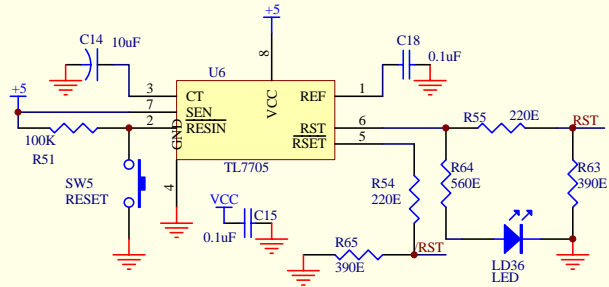 +5
C14
10uF
8
VCC
U6
C18
0.1uF
3
CT
REF
1
+5
7
SEN
2
RESIN
RST
6
R55
220E
RST
GND
RSET
5
100K
R51
TL7705
4
SW5
RESET
VCC
C15
0.1uF
R54
220E
R64
560E
R63
390E
R65
390E
/RST
LD36
LED